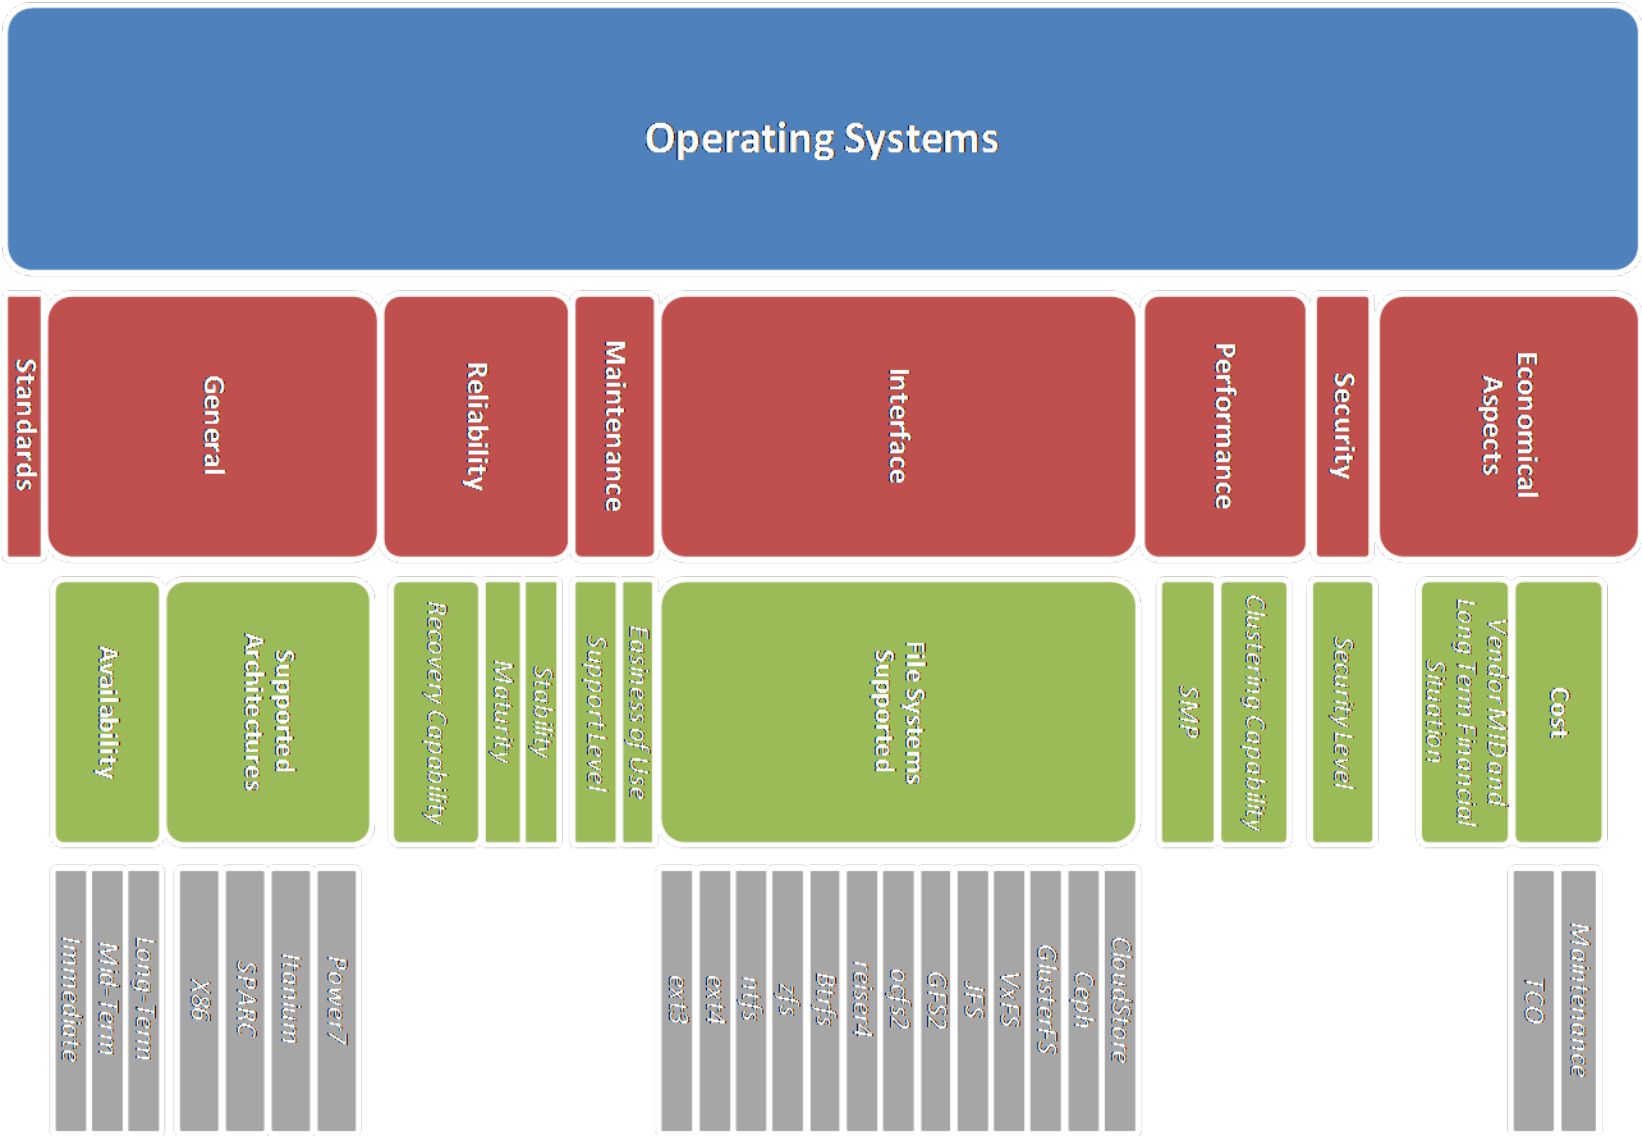 Operating Systems
Standards
General
Reliability
Maintenance
Interface
Performance
Security
Economical
Aspects
Availability
Supported
Architectures
Recovery Capability
Maturity
Stability
Support Level
Easiness of Use
File Systems
Supported
SMP
Clustering Capability
Security Level
Vendor MID and
Long Term Financial
Situation
Cost
Immediate
Mid-Term
Long-Term
X86
SPARC
Itanium
Power7
ext3
ext4
ntfs
zfs
Btrfs
reiser4
ocfs2
GFS2
JFS
VxFS
GlusterFS
Ceph
CloudStore
TCO
Maintenance